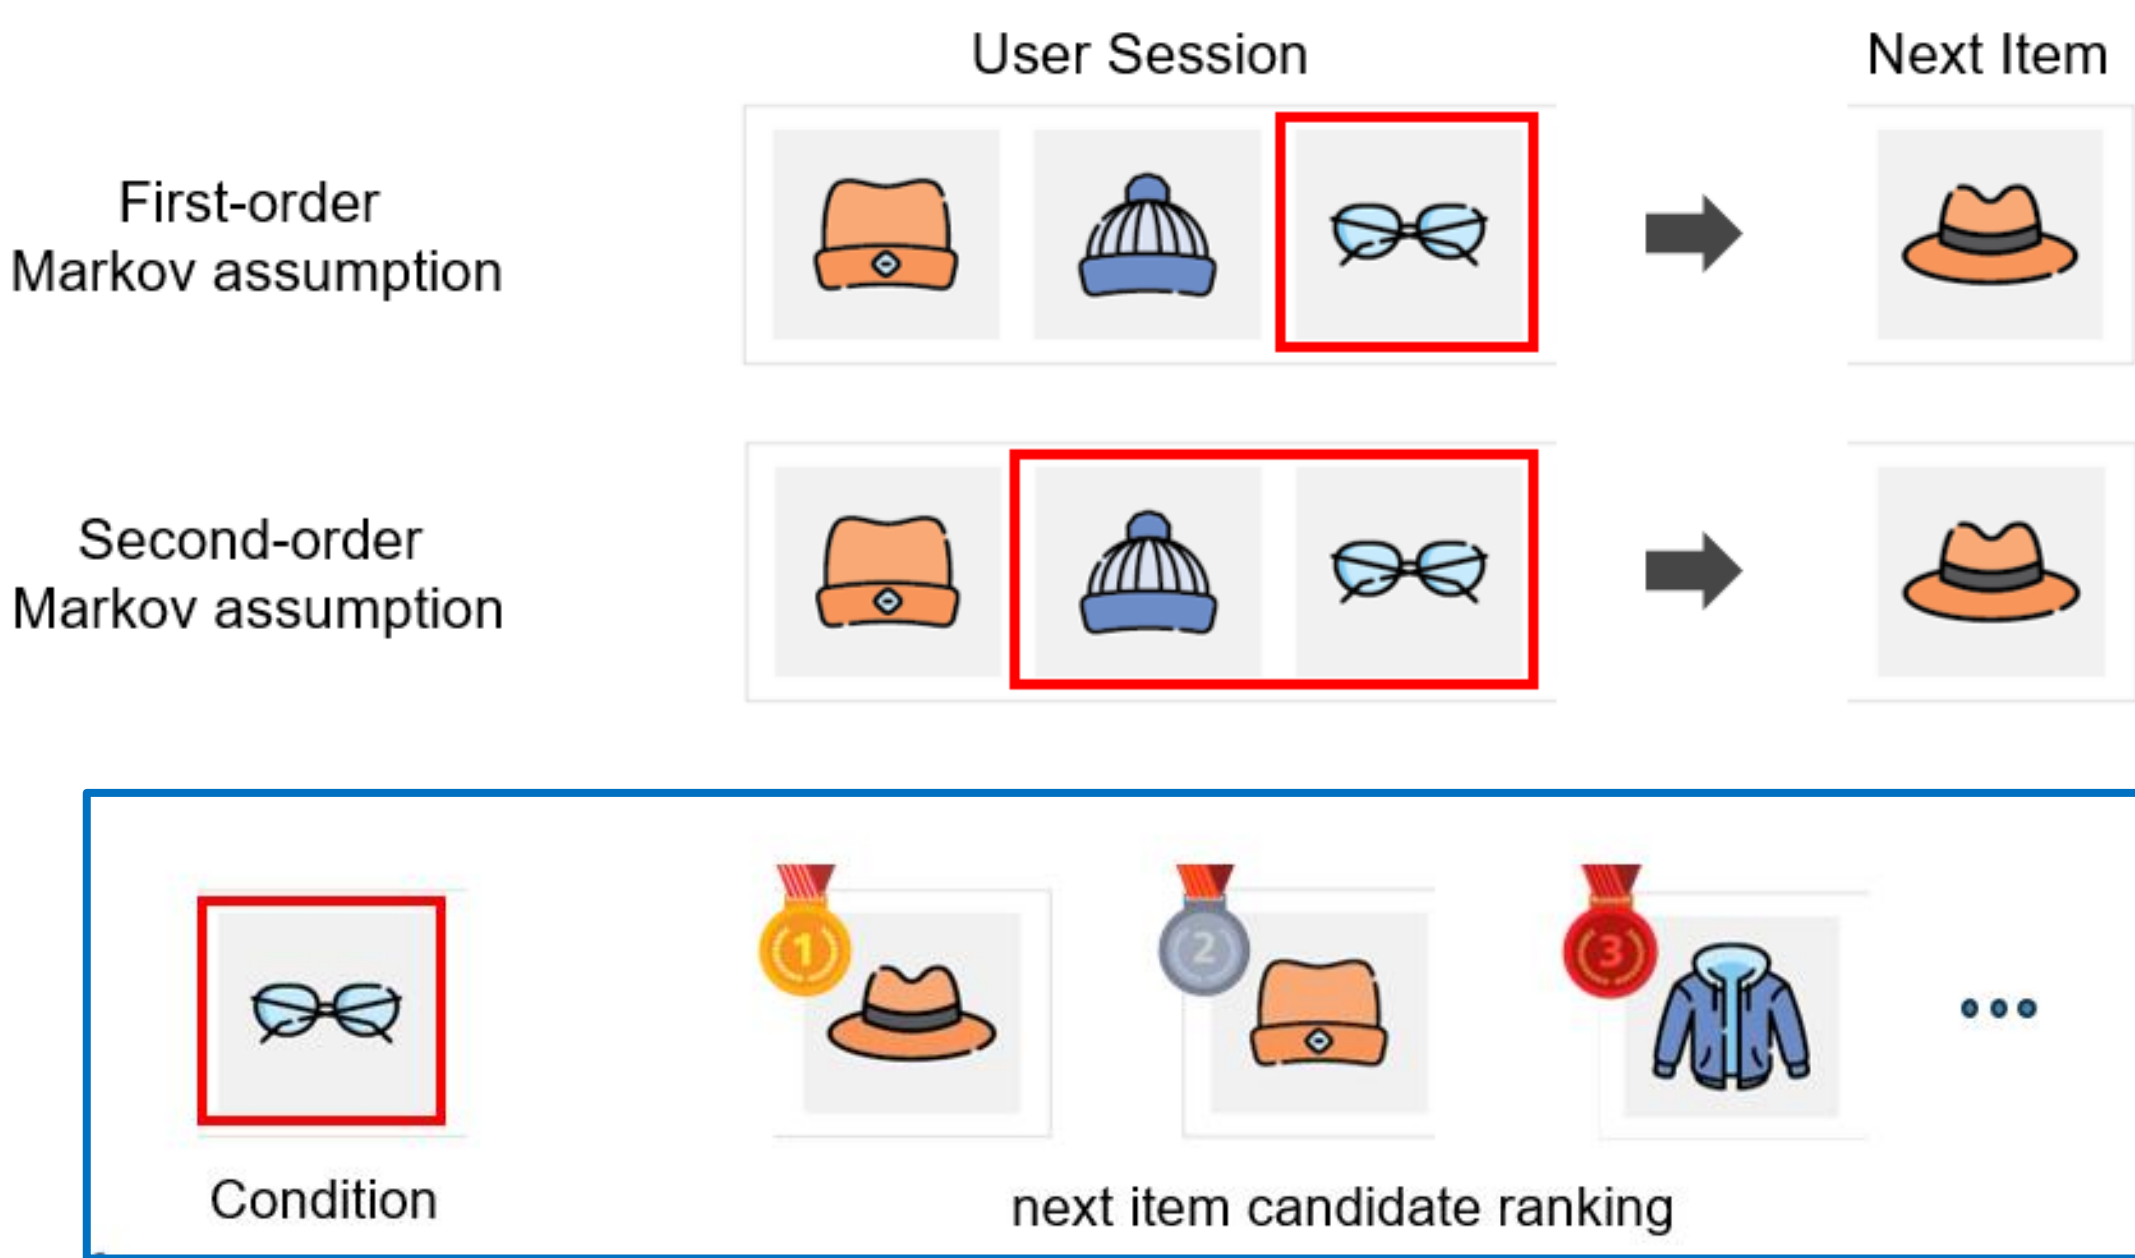 User Session
Next Item
First-order
Markov assumption
Second-order
Markov assumption
1
2
3
Condition
next item candidate ranking